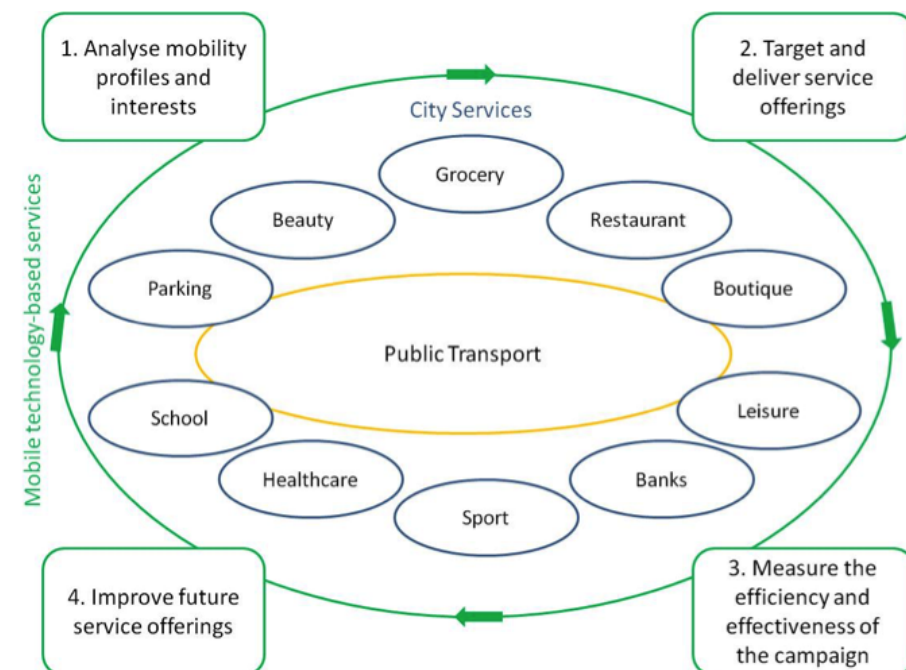 1. Analyse mobility
profiles and
interests
2. Target and
deliver service
offerings
City Services
Grocery
Beauty
Restaurant
Parking
Boutique
Mobile technology-based services
Public Transport
School
Leisure
Healthcare
Banks
Sport
4. Improve future
service offerings
3. Measure the
efficiency and
effectiveness of
the campaign